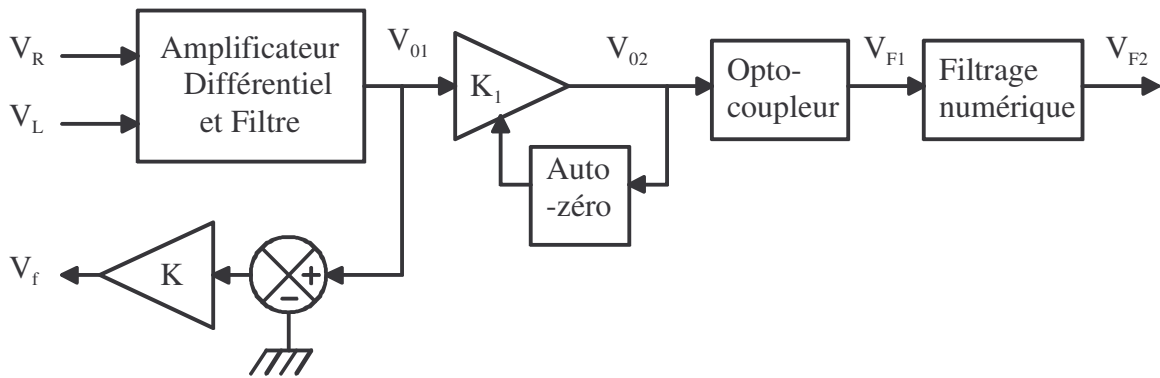 V_R
V_L
Amplificateur
Différentiel
et Filtre
V_01
K_1
V_02
Auto
-zéro
Opto-
coupleur
V_F1
Filtrage
numérique
V_F2
V_f
K
+
−